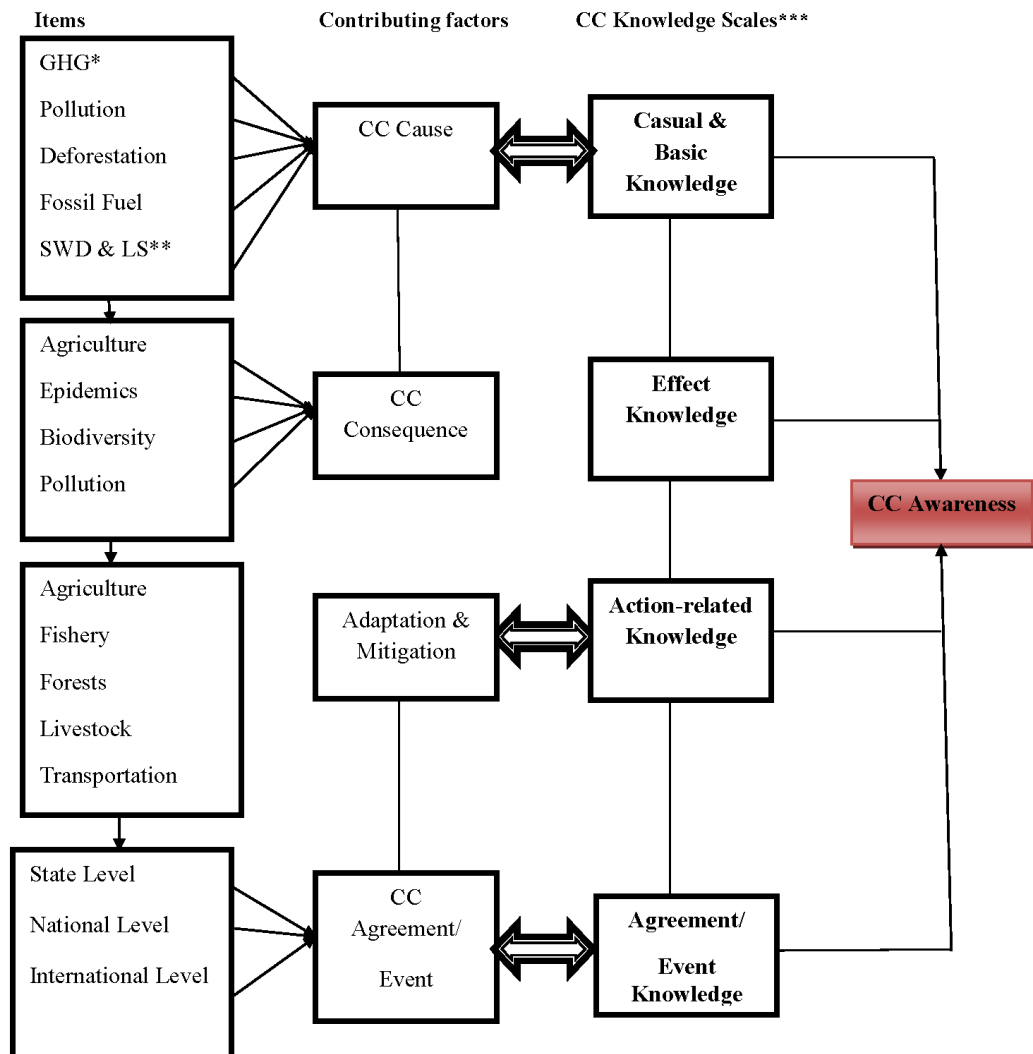 Items
Contributing factors
CC Knowledge Scales***
GHG*
Pollution
Deforestation
Fossil Fuel
SWD & LS**
CC Cause
Casual &
Basic
Knowledge
Agriculture
Epidemics
Biodiversity
Pollution
CC
Consequence
Effect
Knowledge
CC Awareness
Agriculture
Fishery
Forests
Livestock
Transportation
Adaptation &
Mitigation
Action-related
Knowledge
State Level
National Level
International Level
CC
Agreement/
Event
Agreement/
Event
Knowledge